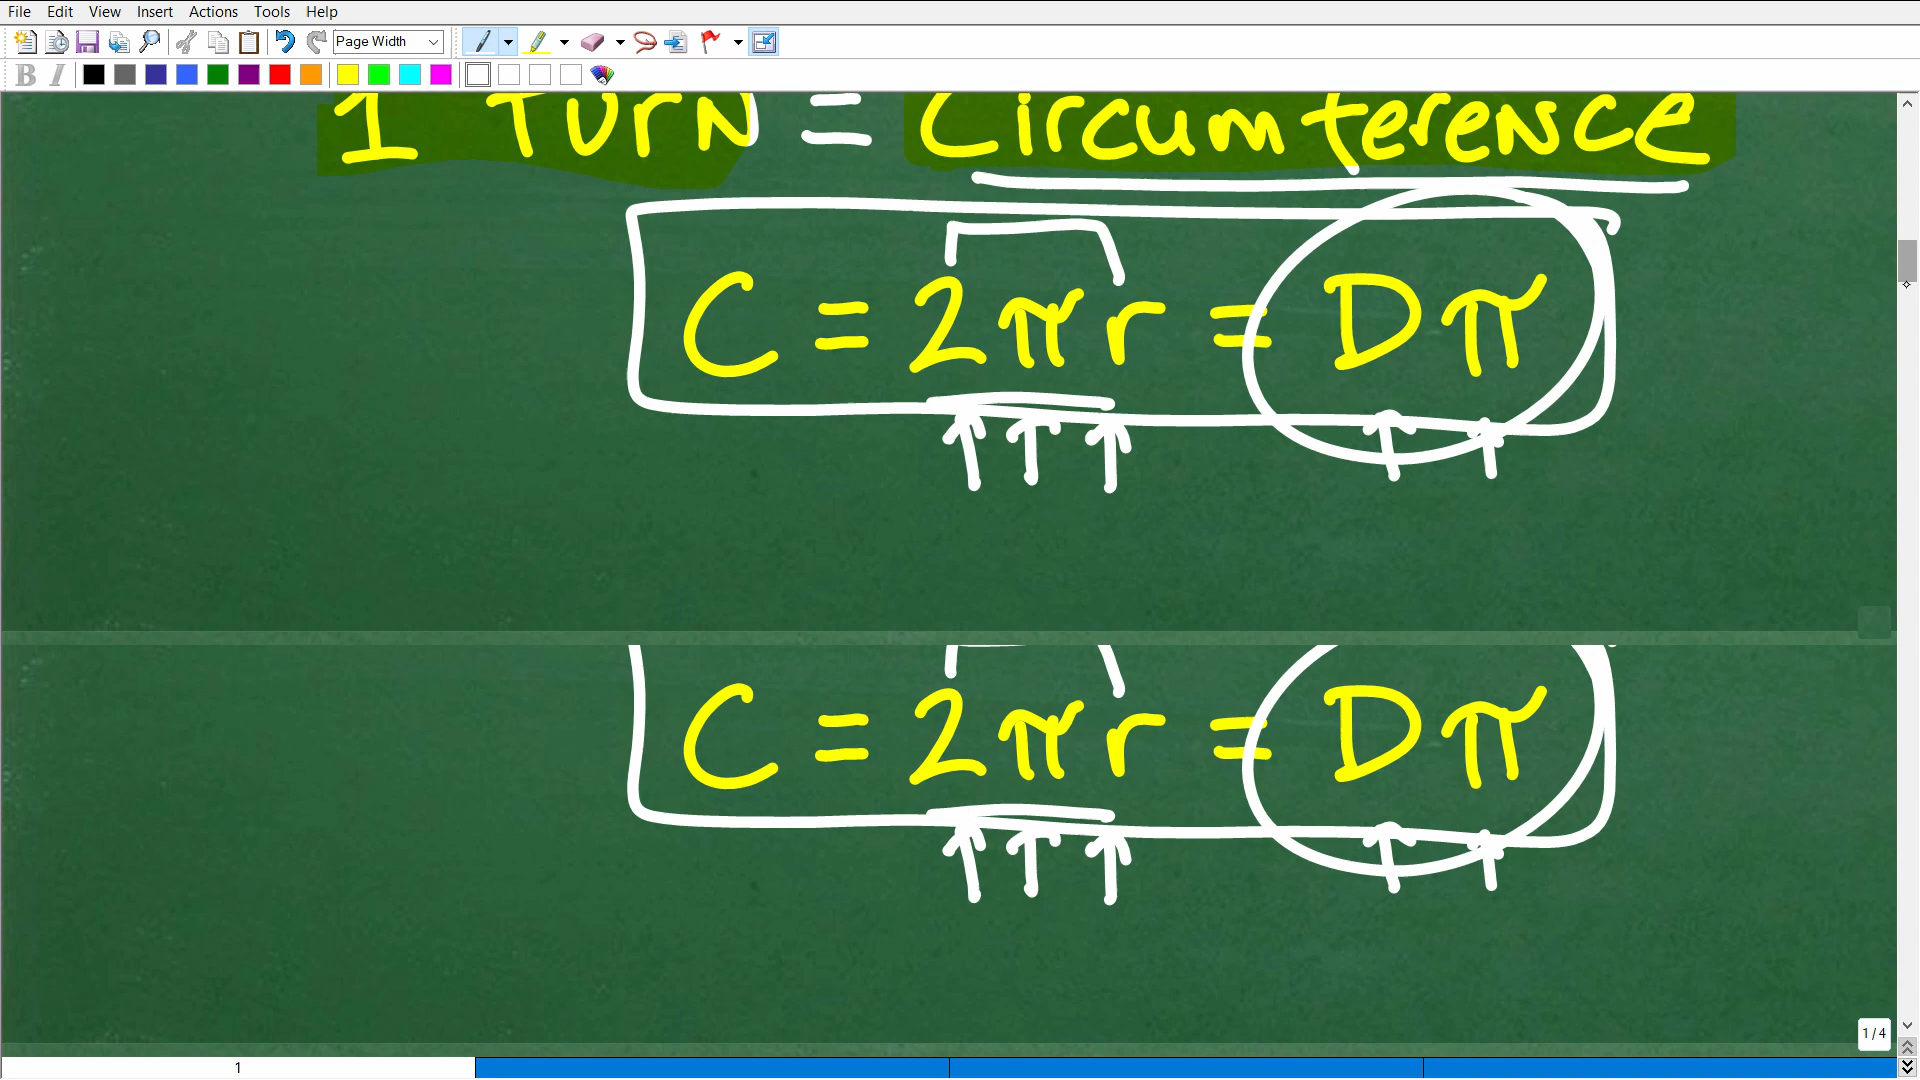 File Edit View Insert Actions Tools Help
Page Width
B I
1 Turn = Circumference
C = 2πr = Dπ
C = 2πr = Dπ
1 / 4
1